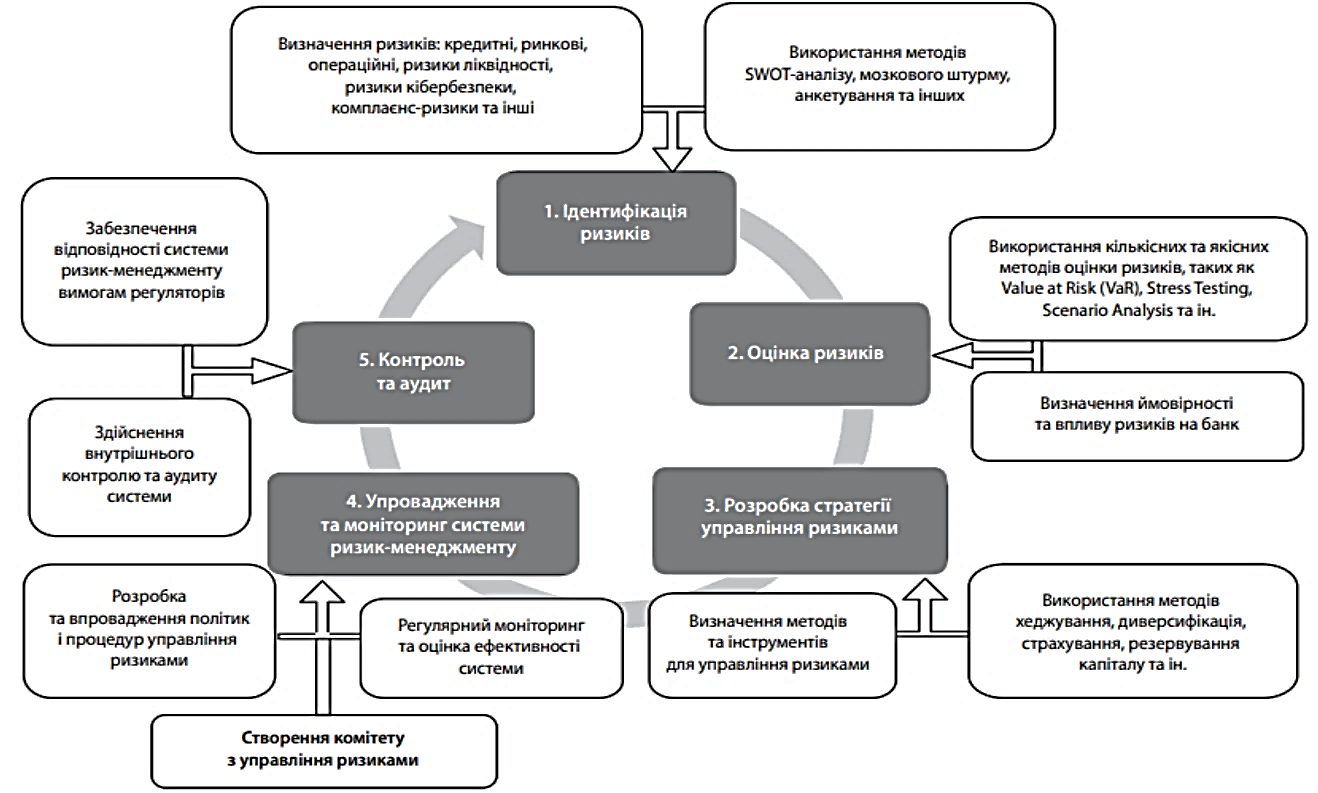 Визначення ризиків: кредитні, ринкові,
операційні, ризики ліквідності,
ризики кібербезпеки,
комплаєнс-ризики та інші
Використання методів
SWOT-аналізу, мозкового штурму,
анкетування та інших
1. Ідентифікація
ризиків
Забезпечення
відповідності системи
ризик-менеджменту
вимогам регуляторів
Використання кількісних та якісних
методів оцінки ризиків, таких як
Value at Risk (VaR), Stress Testing,
Scenario Analysis та ін.
2. Оцінка ризиків
5. Контроль
та аудит
Визначення ймовірності
та впливу ризиків на банк
Здійснення
внутрішнього
контролю та аудиту
системи
4. Упровадження
та моніторинг системи
ризик-менеджменту
3. Розробка стратегії
управління ризиками
Розробка
та впровадження політик
і процедур управління
ризиками
Регулярний моніторинг
та оцінка ефективності
системи
Визначення методів
та інструментів
для управління ризиками
Використання методів
хеджування, диверсифікація,
страхування, резервування
капіталу та ін.
Створення комітету
з управління ризиками